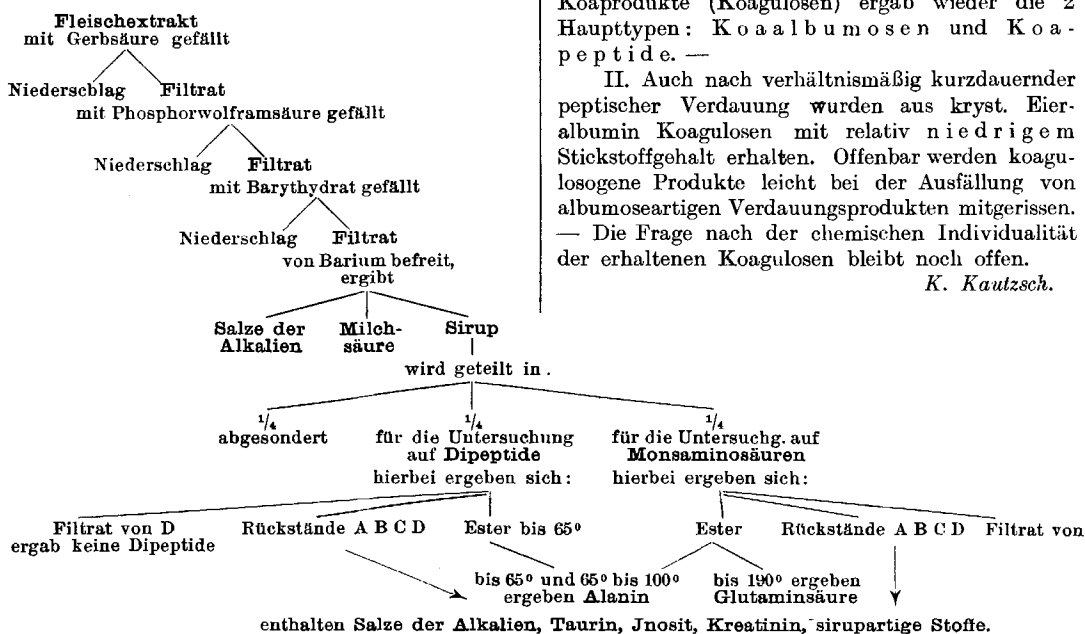 Fleischextrakt
mit Gerbsäure gefällt
Niederschlag Filtrat
mit Phosphorwolframsäure gefällt
Niederschlag Filtrat
mit Barythydrat gefällt
Niederschlag Filtrat
von Barium befreit,
ergibt
Salze der Alkalien Milch-säure Sirup
wird geteilt in .
1/4 1/4 1/4
abgesondert für die Untersuchung für die Untersuchg. auf
auf Dipeptide Monsaminosäuren
hierbei ergeben sich: hierbei ergeben sich:
Filtrat von D Rückstände A B C D Ester bis 65° Ester Rückstände A B C D Filtrat von
ergab keine Dipeptide
bis 65° und 65° bis 100° bis 190° ergeben
ergeben Alanin Glutaminsäure
enthalten Salze der Alkalien, Taurin, Jnosit, Kreatinin, sirupartige Stoffe.
Koaprodukte (Koagulosen) ergab wieder die 2
Haupttypen: Koaalbumosen und Koa-
peptide. —
II. Auch nach verhältnismäßig kurzdauernder
peptischer Verdauung wurden aus kryst. Eier-
albumin Koagulosen mit relativ niedrigem
Stickstoffgehalt erhalten. Offenbar werden koagu-
losogene Produkte leicht bei der Ausfällung von
albumoseartigen Verdauungsprodukten mitgerissen.
— Die Frage nach der chemischen Individualität
der erhaltenen Koagulosen bleibt noch offen.
K. Kautzsch.